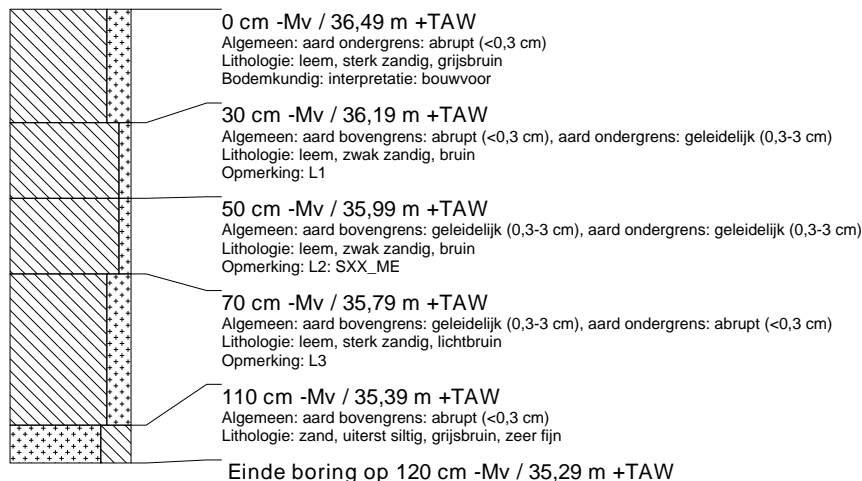 0 cm -Mv / 36,49 m +TAW
Algemeen: aard ondergrens: abrupt (<0,3 cm)
Lithologie: leem, sterk zandig, grijsbruin
Bodemkundig: interpretatie: bouwvoor
30 cm -Mv / 36,19 m +TAW
Algemeen: aard bovengrens: abrupt (<0,3 cm), aard ondergrens: geleidelijk (0,3-3 cm)
Lithologie: leem, zwak zandig, bruin
Opmerking: L1
50 cm -Mv / 35,99 m +TAW
Algemeen: aard bovengrens: geleidelijk (0,3-3 cm), aard ondergrens: geleidelijk (0,3-3 cm)
Lithologie: leem, zwak zandig, bruin
Opmerking: L2: SXX_ME
70 cm -Mv / 35,79 m +TAW
Algemeen: aard bovengrens: geleidelijk (0,3-3 cm), aard ondergrens: abrupt (<0,3 cm)
Lithologie: leem, sterk zandig, lichtbruin
Opmerking: L3
110 cm -Mv / 35,39 m +TAW
Algemeen: aard bovengrens: abrupt (<0,3 cm)
Lithologie: zand, uiterst siltig, grijsbruin, zeer fijn
Einde boring op 120 cm -Mv / 35,29 m +TAW